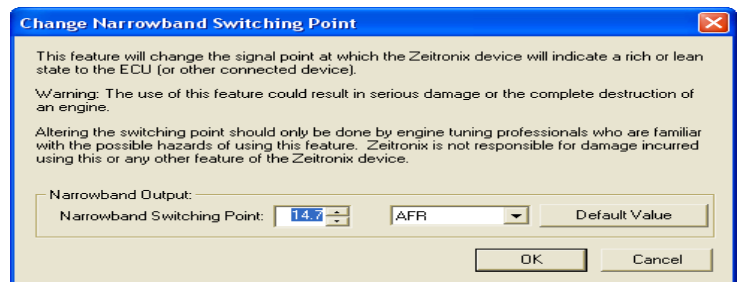 Change Narrowband Switching Point
This feature will change the signal point at which the Zeitronix device will indicate a rich or lean
state to the ECU (or other connected device).
Warning: The use of this feature could result in serious damage or the complete destruction of
an engine.
Altering the switching point should only be done by engine tuning professionals who are familiar
with the possible hazards of using this feature. Zeitronix is not responsible for damage incurred
using this or any other feature of the Zeitronix device.
Narrowband Output:
Narrowband Switching Point: 14.7 AFR Default Value
OK Cancel